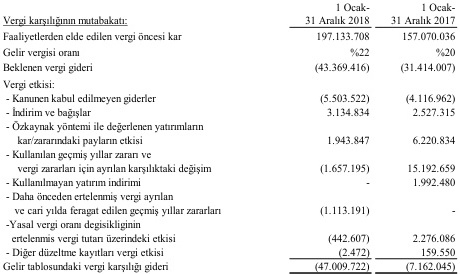 1 Ocak- 1 Ocak-
Vergi karşılığının mutabakatı: 31 Aralık 2018 31 Aralık 2017
Faaliyetlerden elde edilen vergi öncesi kar 197.133.708 157.070.036
Gelir vergisi oranı %22 %20
Beklenen vergi gideri (43.369.416) (31.414.007)
Vergi etkisi:
- Kanunen kabul edilmeyen giderler (5.503.522) (4.116.962)
- İndirim ve bağışlar 3.134.834 2.527.315
- Özkaynak yöntemi ile değerlenen yatırımların
kar/zararındaki payların etkisi 1.943.847 6.220.834
- Kullanılan geçmiş yıllar zararı ve
vergi zararları için ayrılan karşılıktaki değişim (1.657.195) 15.192.659
- Kullanılmayan yatırım indirimi - 1.992.480
- Daha önceden ertelenmiş vergi ayrılan
ve cari yılda feragat edilen geçmiş yıllar zararları (1.113.191) -
-Yasal vergi oranı degisikliginin
ertelenmis vergi tutarı üzerindeki etkisi (442.607) 2.276.086
- Diğer düzeltme kayıtları vergi etkisi (2.472) 159.550
Gelir tablosundaki vergi karşılığı gideri (47.009.722) (7.162.045)